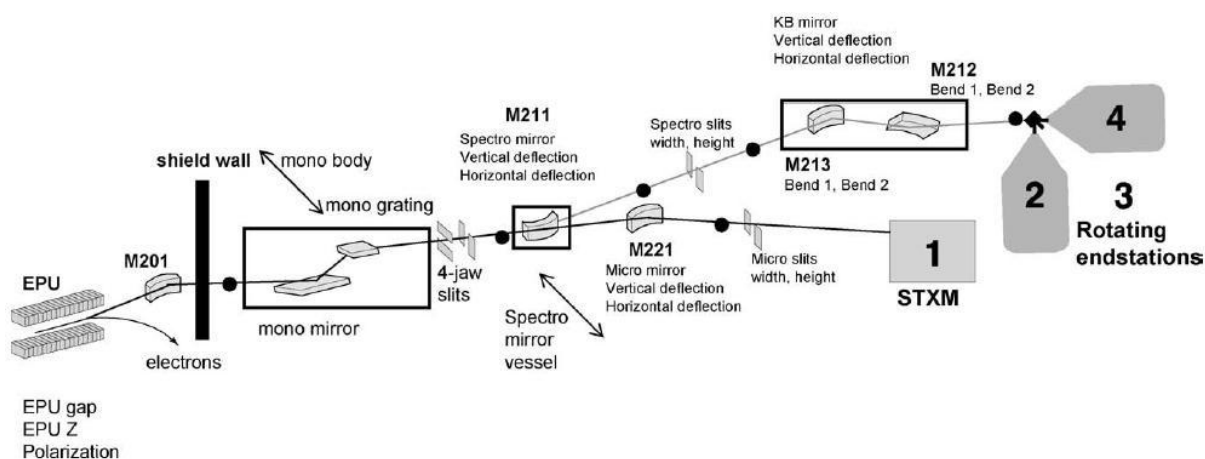 KB mirror
Vertical deflection
Horizontal deflection
M212
Bend 1, Bend 2
M211
Spectro mirror
Vertical deflection
Horizontal deflection
Spectro slits
width, height
M213
Bend 1, Bend 2
4
2
3
Rotating
endstations
shield wall
mono body
mono grating
M201
EPU
4-jaw
slits
mono mirror
electrons
M221
Micro mirror
Vertical deflection
Horizontal deflection
Micro slits
width, height
1
STXM
Spectro
mirror
vessel
EPU gap
EPU Z
Polarization